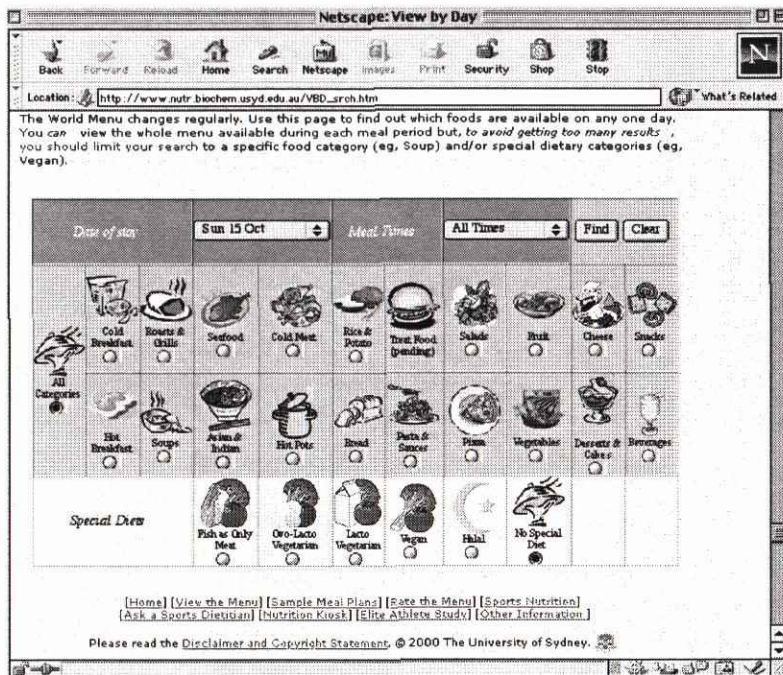 Netscape: View by Day
Back Forward Reload Home Search Netscape Images Print Security Shop Stop
N
Location: http://www.nutr.biochem.usyd.edu.au/VBD_srch.htm What's Related
The World Menu changes regularly. Use this page to find out which foods are available on any one day.
You can view the whole menu available during each meal period but, to avoid getting too many results ,
you should limit your search to a specific food category (eg, Soup) and/or special dietary categories (eg,
Vegan).
Date of stay Sun 15 Oct Meal Times All Times Find Clear
All
Categories
Cold
Breakfast
Roasts &
Grills
Seafood
Cold Meat
Rice &
Potato
Treat Food
(pending)
Salads
Fruit
Cheese
Snacks
Hot
Breakfast
Soups
Asian &
Indian
Hot Pots
Bread
Pasta &
Sauces
Pizza
Vegetables
Desserts &
Cakes
Beverages
Special Diets
Fish as Only
Meat
Ovo-Lacto
Vegetarian
Lacto
Vegetarian
Vegan
Halal
No Special
Diet
[Home] [View the Menu] [Sample Meal Plans] [Rate the Menu] [Sports Nutrition]
[Ask a Sports Dietitian] [Nutrition Kiosk] [Elite Athlete Study] [Other Information ]
Please read the Disclaimer and Copyright Statement, © 2000 The University of Sydney.